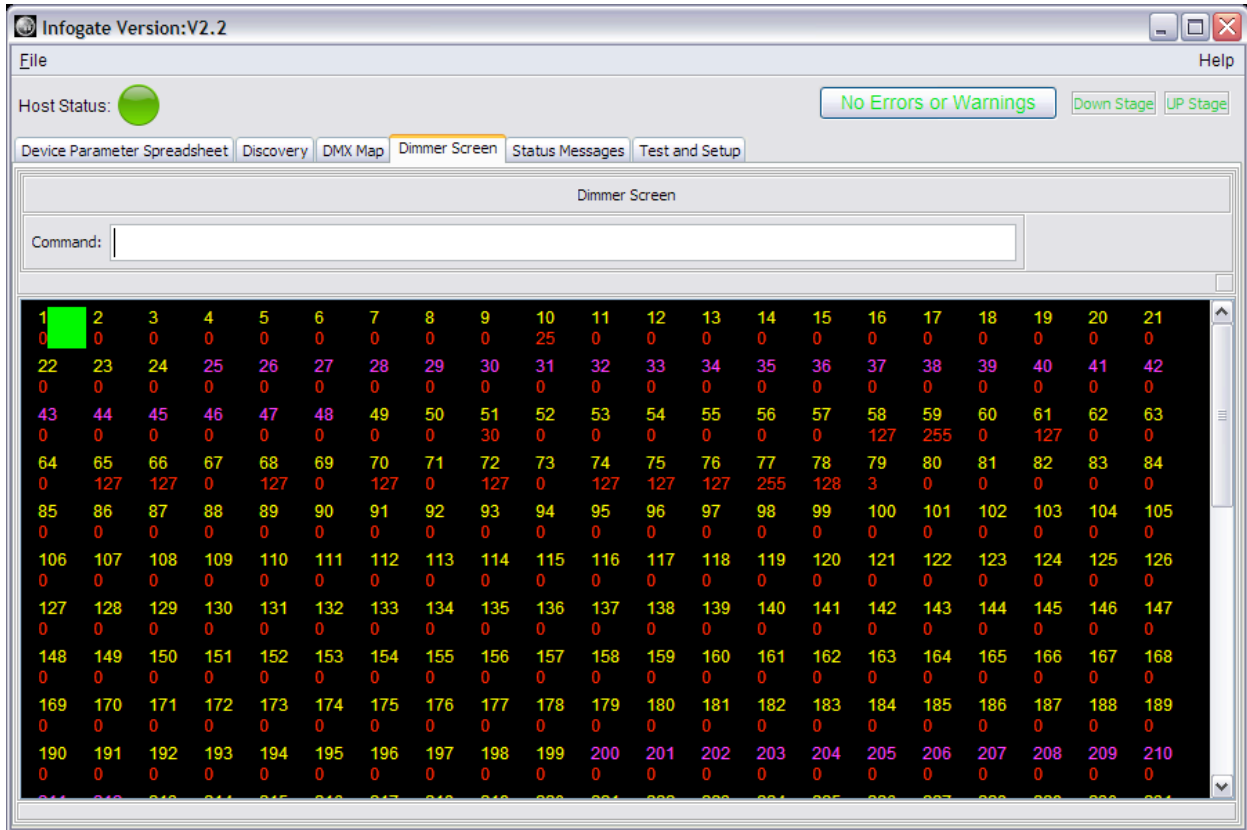 Infogate Version:V2.2
File Help
Host Status: No Errors or Warnings Down Stage UP Stage
Device Parameter Spreadsheet Discovery DMX Map Dimmer Screen Status Messages Test and Setup
Dimmer Screen
Command:
1 2 3 4 5 6 7 8 9 10 11 12 13 14 15 16 17 18 19 20 21
0 0 0 0 0 0 0 0 0 25 0 0 0 0 0 0 0 0 0 0 0
22 23 24 25 26 27 28 29 30 31 32 33 34 35 36 37 38 39 40 41 42
0 0 0 0 0 0 0 0 0 0 0 0 0 0 0 0 0 0 0 0 0
43 44 45 46 47 48 49 50 51 52 53 54 55 56 57 58 59 60 61 62 63
0 0 0 0 0 0 0 0 30 0 0 0 0 0 0 127 255 0 127 0 0
64 65 66 67 68 69 70 71 72 73 74 75 76 77 78 79 80 81 82 83 84
0 127 127 0 127 0 127 0 127 0 127 127 127 255 128 3 0 0 0 0 0
85 86 87 88 89 90 91 92 93 94 95 96 97 98 99 100 101 102 103 104 105
0 0 0 0 0 0 0 0 0 0 0 0 0 0 0 0 0 0 0 0 0
106 107 108 109 110 111 112 113 114 115 116 117 118 119 120 121 122 123 124 125 126
0 0 0 0 0 0 0 0 0 0 0 0 0 0 0 0 0 0 0 0 0
127 128 129 130 131 132 133 134 135 136 137 138 139 140 141 142 143 144 145 146 147
0 0 0 0 0 0 0 0 0 0 0 0 0 0 0 0 0 0 0 0 0
148 149 150 151 152 153 154 155 156 157 158 159 160 161 162 163 164 165 166 167 168
0 0 0 0 0 0 0 0 0 0 0 0 0 0 0 0 0 0 0 0 0
169 170 171 172 173 174 175 176 177 178 179 180 181 182 183 184 185 186 187 188 189
0 0 0 0 0 0 0 0 0 0 0 0 0 0 0 0 0 0 0 0 0
190 191 192 193 194 195 196 197 198 199 200 201 202 203 204 205 206 207 208 209 210
0 0 0 0 0 0 0 0 0 0 0 0 0 0 0 0 0 0 0 0 0